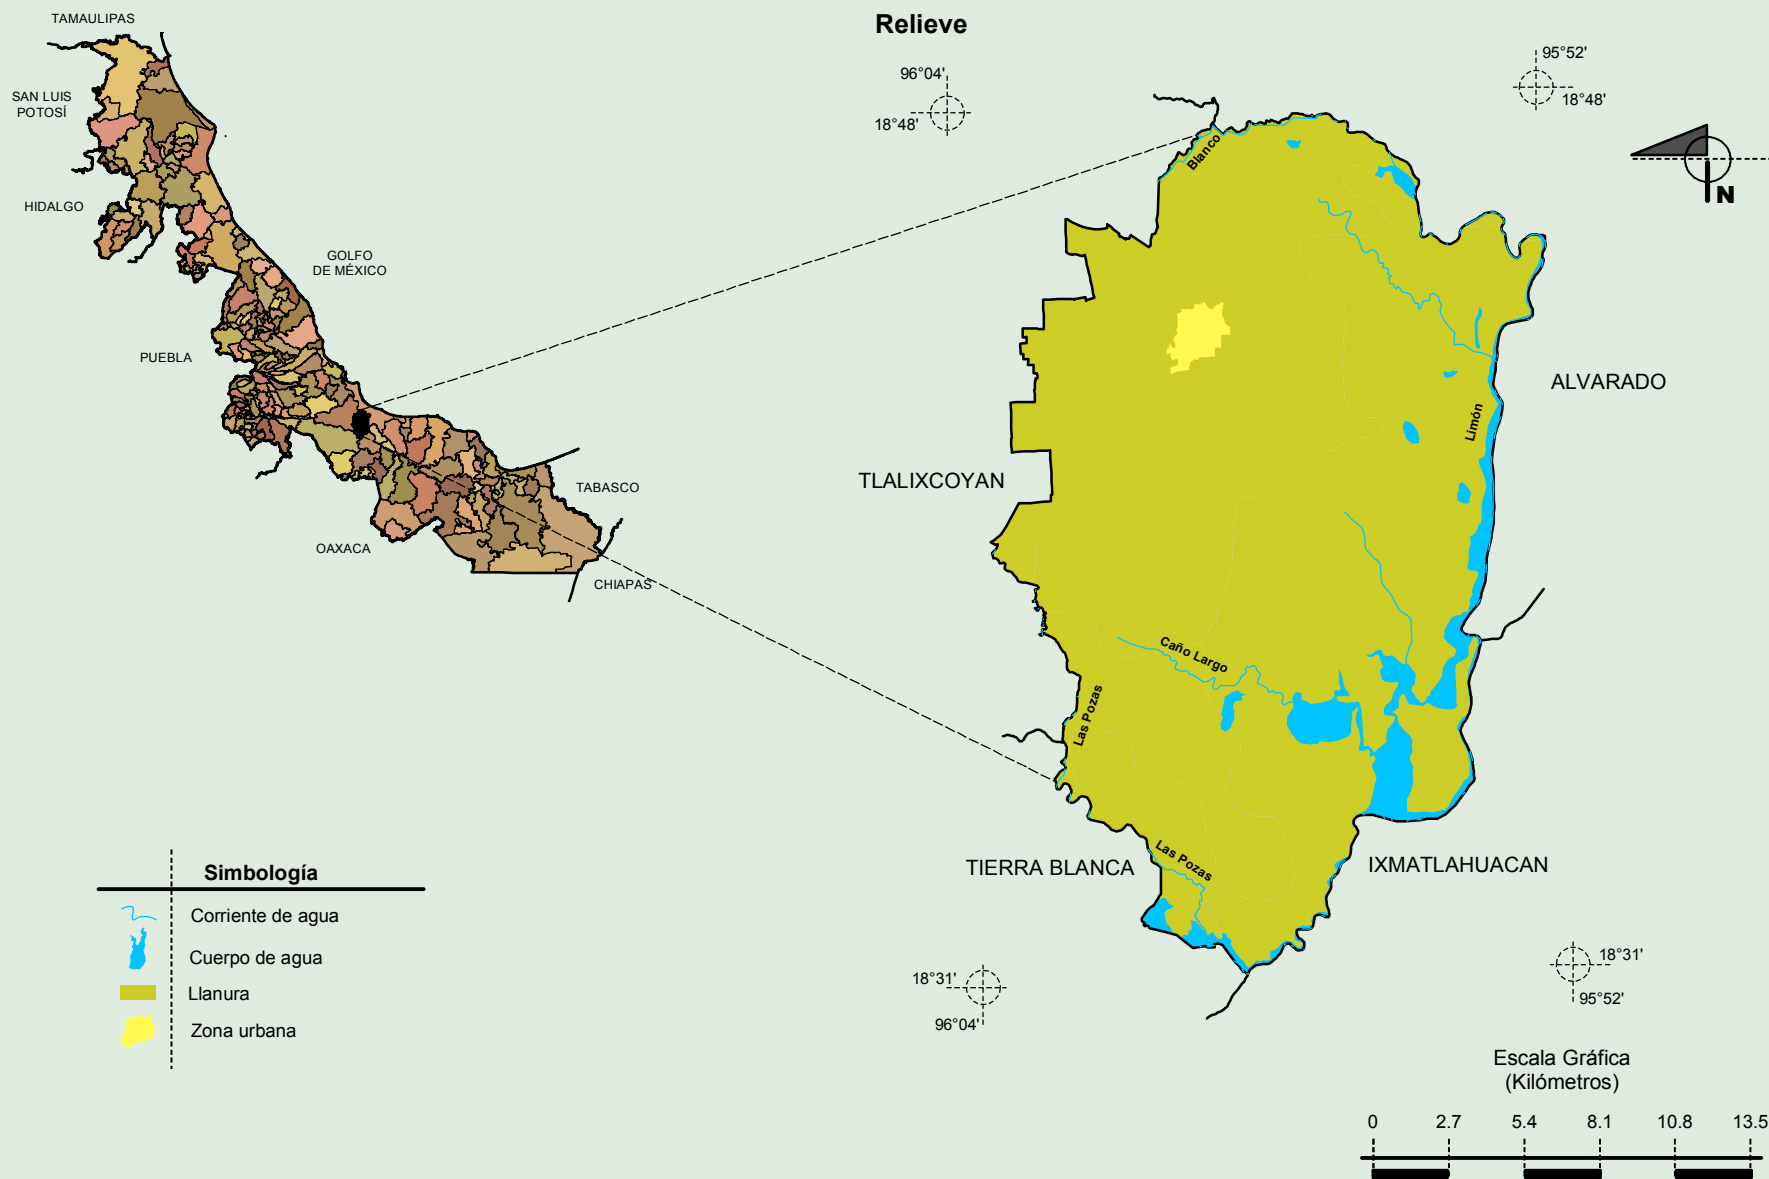 Relieve
TAMAULIPAS
SAN LUIS
POTOSÍ
HIDALGO
GOLFO
DE MÉXICO
PUEBLA
OAXACA
TABASCO
CHIAPAS
96°04'
18°48'
95°52'
18°48'
N
Blanco
ALVARADO
Limón
TLALIXCOYAN
Caño Largo
Las Pozas
Las Pozas
TIERRA BLANCA
IXMATLAHUACAN
18°31'
96°04'
18°31'
95°52'
Simbología
Corriente de agua
Cuerpo de agua
Llanura
Zona urbana
Escala Gráfica
(Kilómetros)
0 2.7 5.4 8.1 10.8 13.5